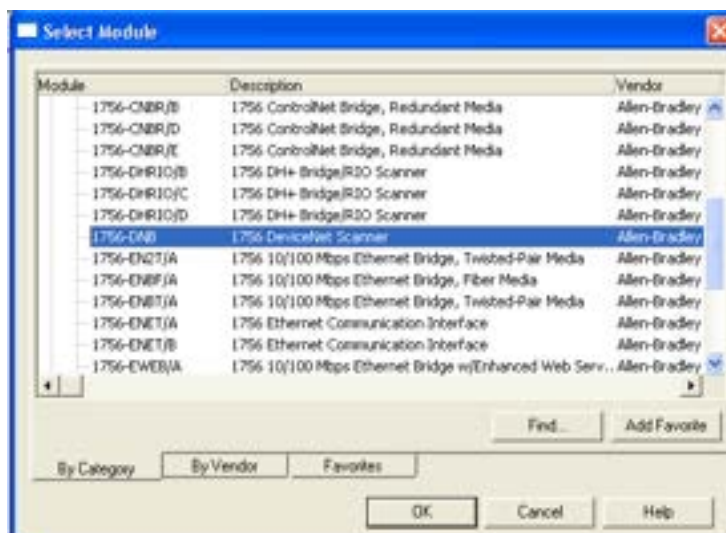 Select Module
Module Description Vendor
1756-CNBR/B 1756 ControlNet Bridge, Redundant Media Allen-Bradley
1756-CNBR/D 1756 ControlNet Bridge, Redundant Media Allen-Bradley
1756-CNBR/E 1756 ControlNet Bridge, Redundant Media Allen-Bradley
1756-DHRIO/B 1756 DH+ Bridge/RIO Scanner Allen-Bradley
1756-DHRIO/C 1756 DH+ Bridge/RIO Scanner Allen-Bradley
1756-DHRIO/D 1756 DH+ Bridge/RIO Scanner Allen-Bradley
1756-DNB 1756 DeviceNet Scanner Allen-Bradley
1756-EN2T/A 1756 10/100 Mbps Ethernet Bridge, Twisted-Pair Media Allen-Bradley
1756-ENBF/A 1756 10/100 Mbps Ethernet Bridge, Fiber Media Allen-Bradley
1756-ENBT/A 1756 10/100 Mbps Ethernet Bridge, Twisted-Pair Media Allen-Bradley
1756-ENET/A 1756 Ethernet Communication Interface Allen-Bradley
1756-ENET/B 1756 Ethernet Communication Interface Allen-Bradley
1756-EWEB/A 1756 10/100 Mbps Ethernet Bridge w/Enhanced Web Serv... Allen-Bradley
Find... Add Favorite
By Category By Vendor Favorites
OK Cancel Help